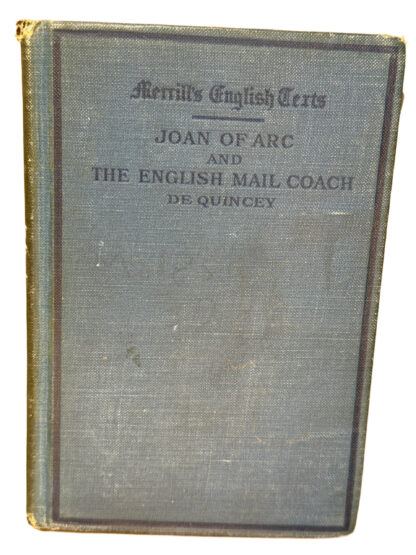 Merrill's English Texts
JOAN OF ARC
AND
THE ENGLISH MAIL COACH
DE QUINCEY